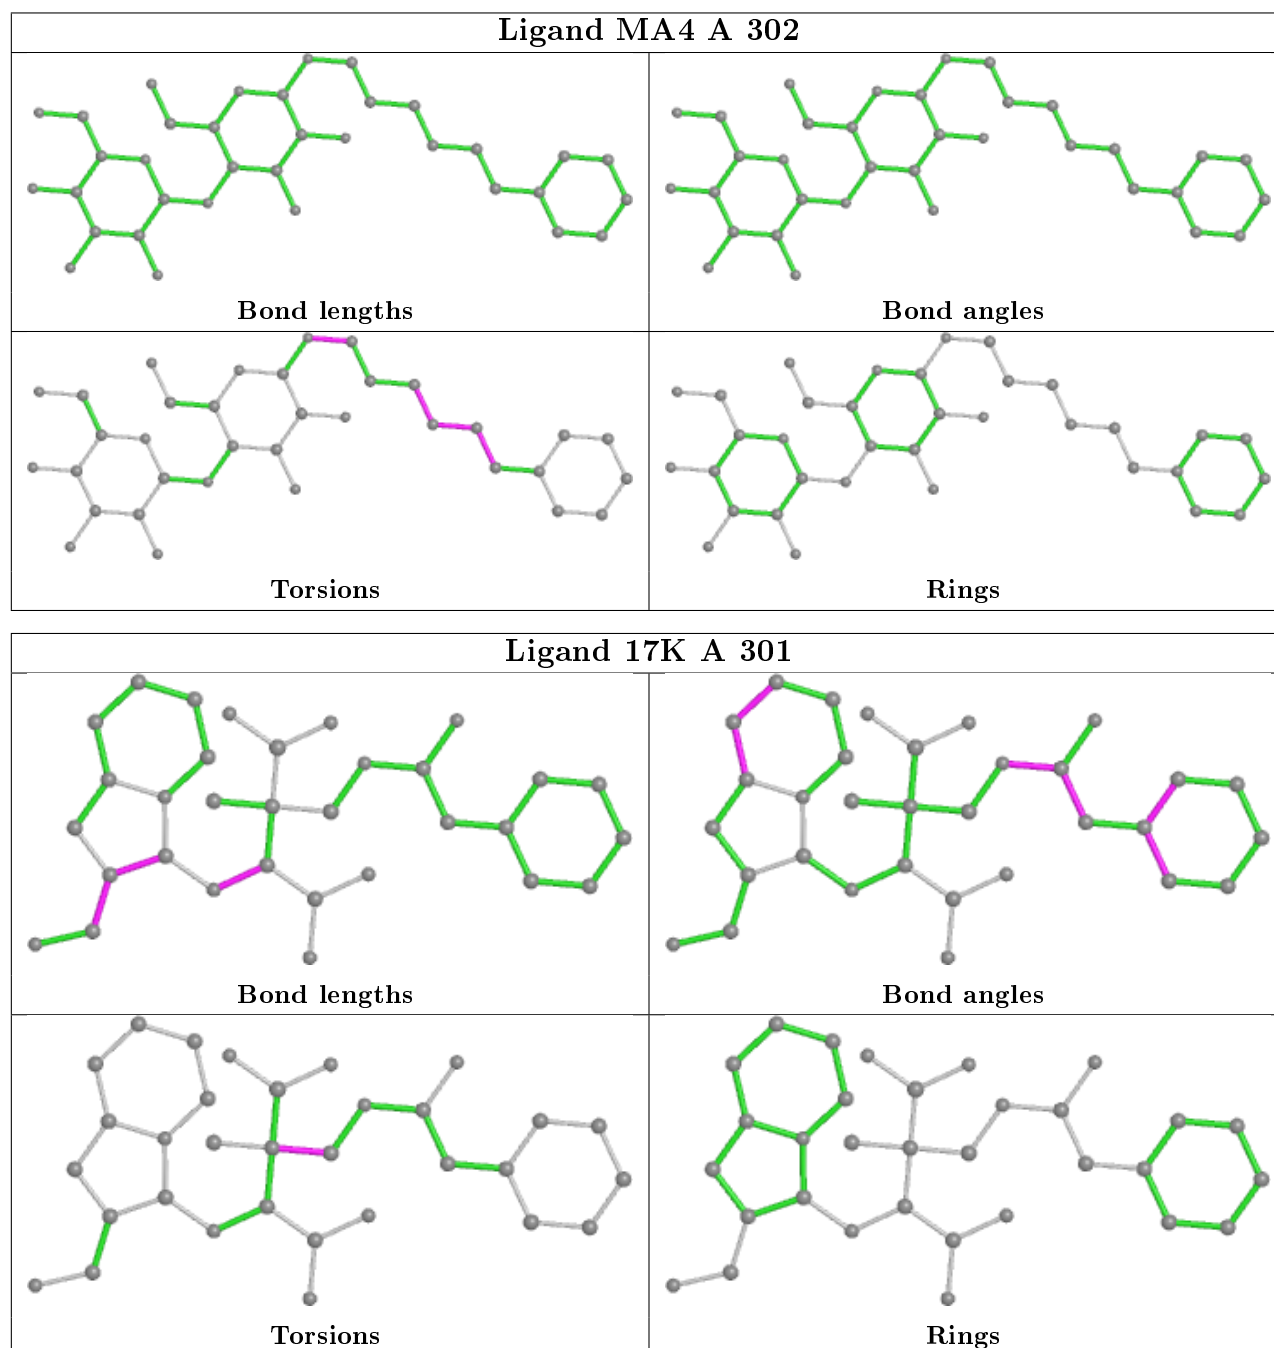 Ligand MA4 A 302
Bond lengths
Bond angles
Torsions
Rings
Ligand 17K A 301
Bond lengths
Bond angles
Torsions
Rings